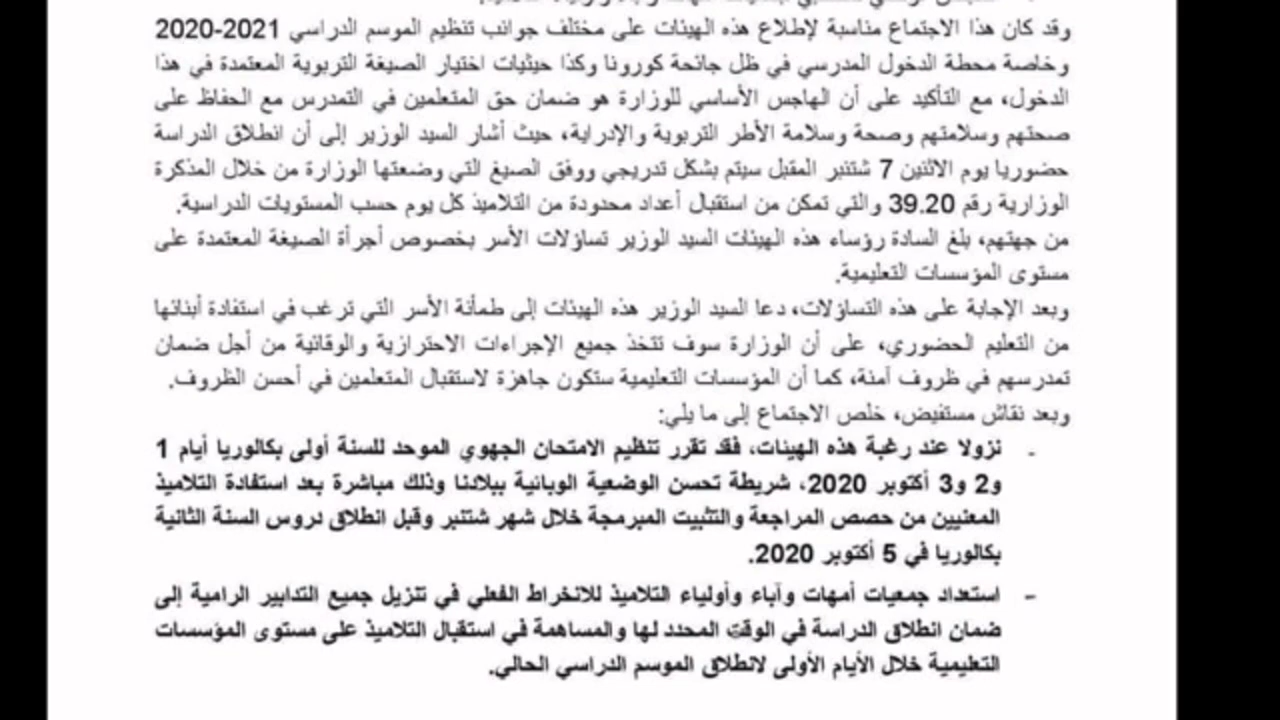 وقد كان هذا الاجتماع مناسبة لإطلاع هذه الهيئات على مختلف جوانب تنظيم الموسم الدراسي 2021-2020
وخاصة محطة الدخول المدرسي في ظل جائحة كورونا وكذا حيثيات اختيار الصيغة التربوية المعتمدة في هذا
الدخول، مع التأكيد على أن الهاجس الأساسي للوزارة هو ضمان حق المتعلمين في التمدرس مع الحفاظ على
صحتهم وسلامتهم وصحة وسلامة الأطر التربوية والإدراية، حيث أشار السيد الوزير إلى أن انطلاق الدراسة
حضوريا يوم الاثنين 7 شتنبر المقبل سيتم بشكل تدريجي ووفق الصيغ التي وضعتها الوزارة من خلال المذكرة
الوزارية رقم 39.20 والتي تمكن من استقبال أعداد محدودة من التلاميذ كل يوم حسب المستويات الدراسية.
من جهتهم، بلغ السادة رؤساء هذه الهيئات السيد الوزير تساؤلات الأسر بخصوص أجرأة الصيغة المعتمدة على
مستوى المؤسسات التعليمية.
وبعد الإجابة على هذه التساؤلات، دعا السيد الوزير هذه الهيئات إلى طمأنة الأسر التي ترغب في استفادة أبنائها
من التعليم الحضوري، على أن الوزارة سوف تتخذ جميع الإجراءات الاحترازية والوقائية من أجل ضمان
تمدرسهم في ظروف آمنة، كما أن المؤسسات التعليمية ستكون جاهزة لاستقبال المتعلمين في أحسن الظروف.
وبعد نقاش مستفيض، خلص الاجتماع إلى ما يلي:
- نزولا عند رغبة هذه الهيئات، فقد تقرر تنظيم الامتحان الجهوي الموحد للسنة أولى بكالوريا أيام 1
و2 و3 أكتوبر 2020، شريطة تحسن الوضعية الوبائية ببلادنا وذلك مباشرة بعد استفادة التلاميذ
المعنيين من حصص المراجعة والتثبيت المبرمجة خلال شهر شتنبر وقبل انطلاق دروس السنة الثانية
بكالوريا في 5 أكتوبر 2020.
- استعداد جمعيات أمهات وآباء وأولياء التلاميذ للانخراط الفعلي في تنزيل جميع التدابير الرامية إلى
ضمان انطلاق الدراسة في الوقت المحدد لها والمساهمة في استقبال التلاميذ على مستوى المؤسسات
التعليمية خلال الأيام الأولى لانطلاق الموسم الدراسي الحالي.